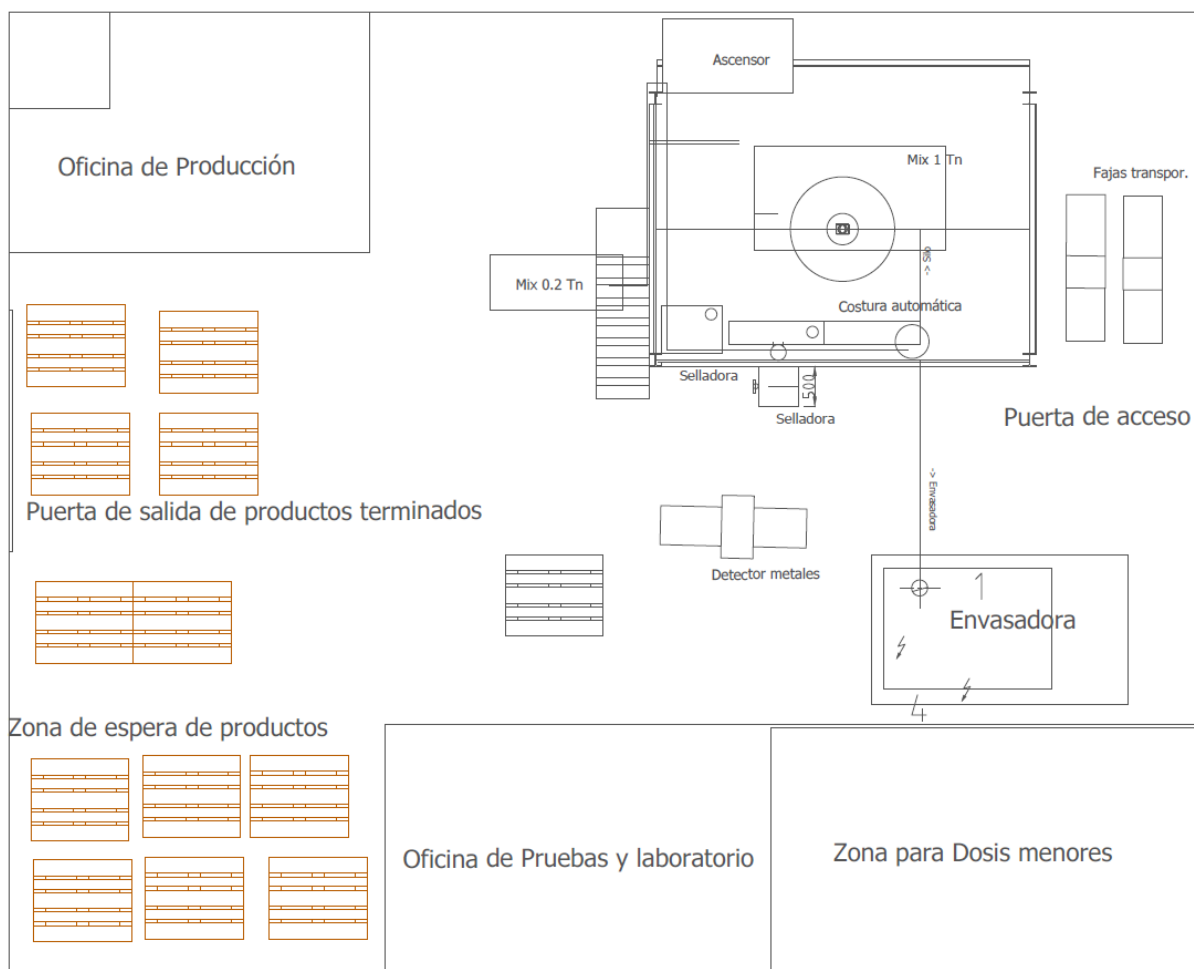 Ascensor
Oficina de Producción
Mix 1 Tn
Fajas transpor.
-> Silo
Mix 0.2 Tn
Costura automática
Selladora
500
Selladora
Puerta de acceso
Puerta de salida de productos terminados
-> Envasadora
Detector metales
1
Envasadora
4
Zona de espera de productos
Oficina de Pruebas y laboratorio
Zona para Dosis menores